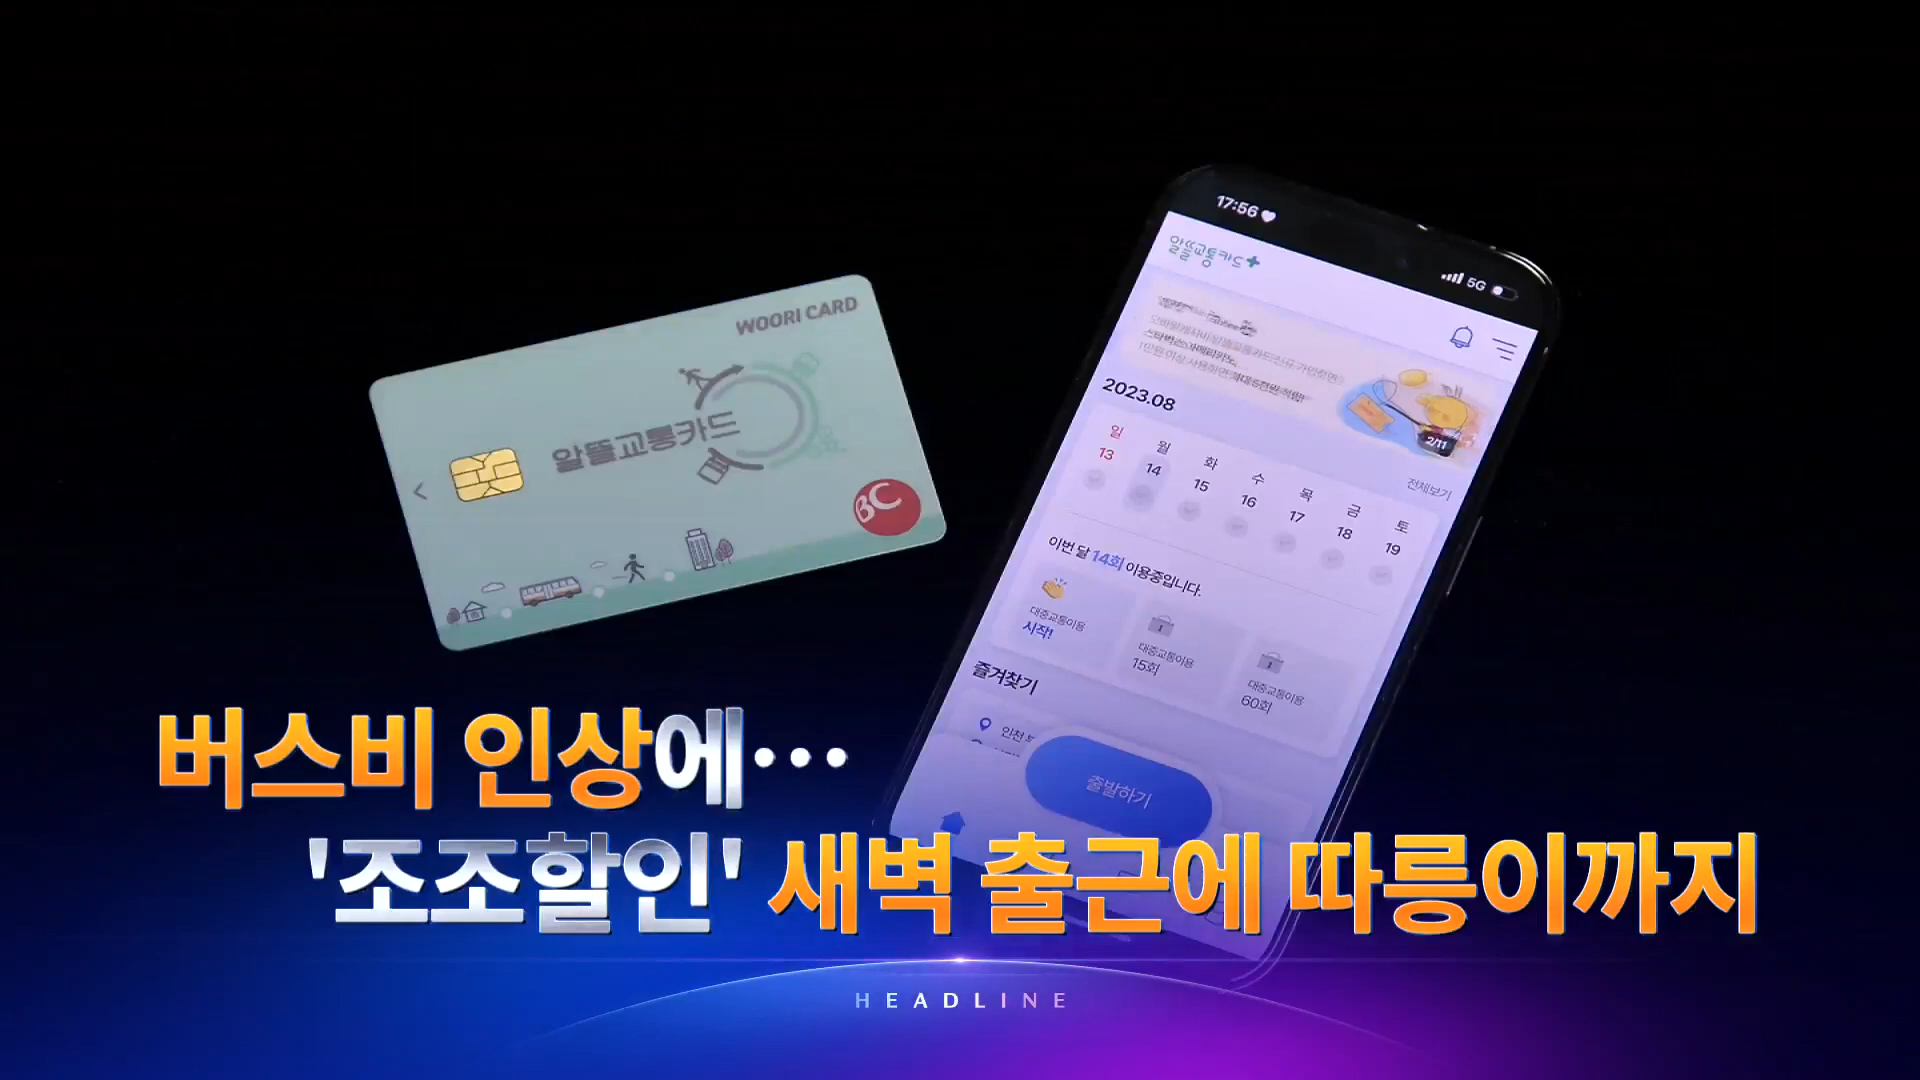 WOORI CARD
알뜰교통카드
BC
17:56
5G
알뜰교통카드+
2/11
2023.08
전체보기
일 월 화 수 목 금 토
13 14 15 16 17 18 19
이번 달 14회 이용중입니다.
대중교통이용
시작!
대중교통이용
15회
대중교통이용
60회
즐겨찾기
인천
출발하기
버스비 인상에…
'조조할인' 새벽 출근에 따릉이까지
HEADLINE